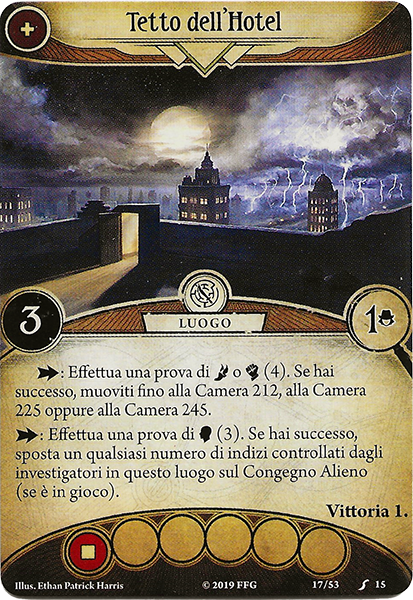 Tetto dell'Hotel
3
LUOGO
1
: Effettua una prova di o (4). Se hai
successo, muoviti fino alla Camera 212, alla Camera
225 oppure alla Camera 245.
: Effettua una prova di (3). Se hai successo,
sposta un qualsiasi numero di indizi controllati dagli
investigatori in questo luogo sul Congegno Alieno
(se è in gioco).
Vittoria 1.
Illus. Ethan Patrick Harris © 2019 FFG 17/53 15